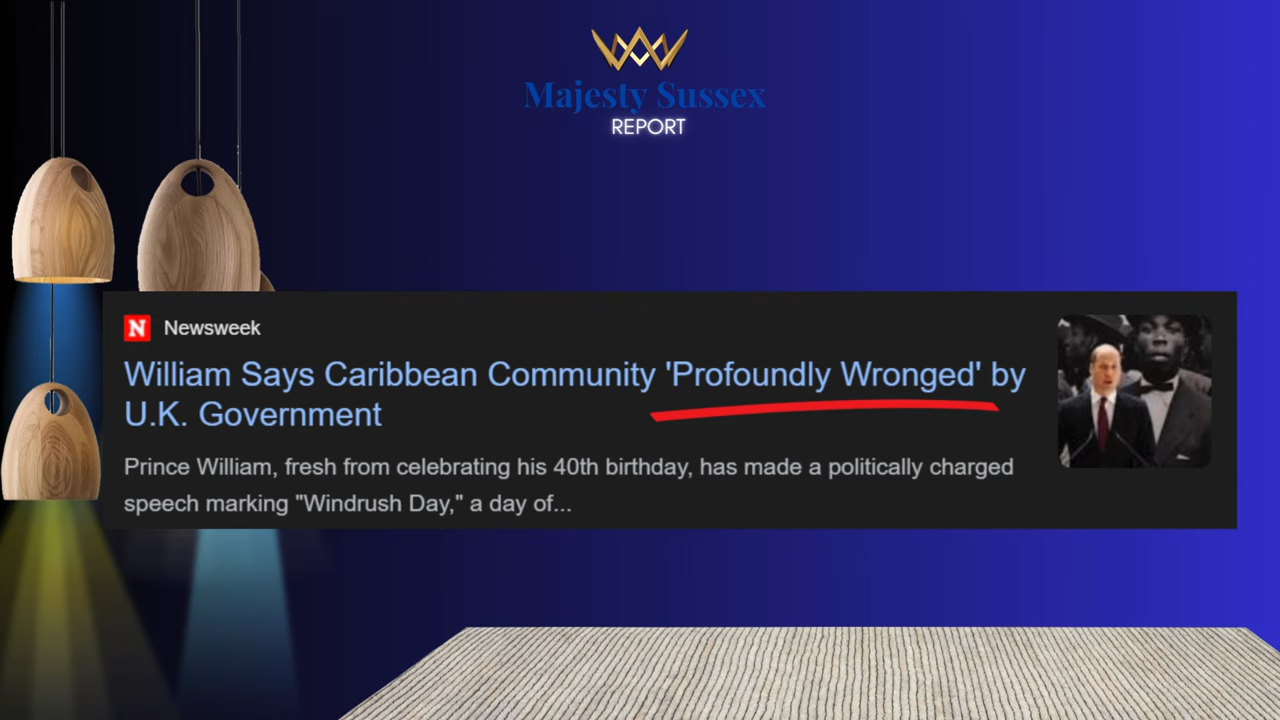 Majesty Sussex
REPORT
N Newsweek
William Says Caribbean Community 'Profoundly Wronged' by
U.K. Government
Prince William, fresh from celebrating his 40th birthday, has made a politically charged
speech marking "Windrush Day," a day of...